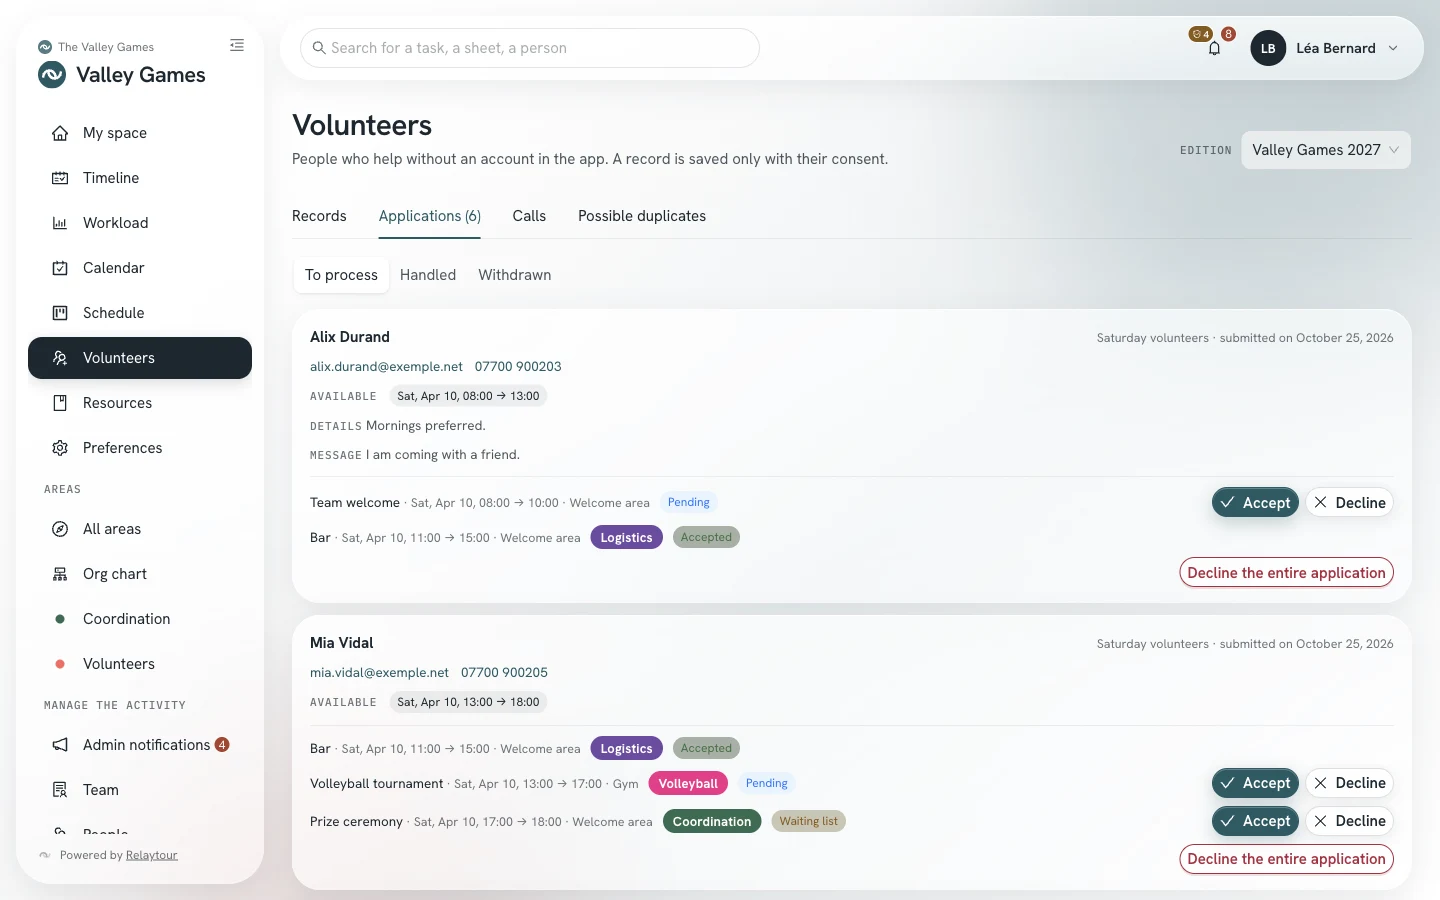 The Valley Games
Valley Games
My space
Timeline
Workload
Calendar
Schedule
Volunteers
Resources
Preferences
AREAS
All areas
Org chart
Coordination
Volunteers
MANAGE THE ACTIVITY
Admin notifications 4
Team
People
Powered by Relaytour
Search for a task, a sheet, a person
4
8
LB Léa Bernard
Volunteers
People who help without an account in the app. A record is saved only with their consent.
EDITION Valley Games 2027
Records Applications (6) Calls Possible duplicates
To process Handled Withdrawn
Alix Durand Saturday volunteers · submitted on October 25, 2026
alix.durand@exemple.net 07700 900203
AVAILABLE Sat, Apr 10, 08:00 → 13:00
DETAILS Mornings preferred.
MESSAGE I am coming with a friend.
Team welcome · Sat, Apr 10, 08:00 → 10:00 · Welcome area Pending Accept Decline
Bar · Sat, Apr 10, 11:00 → 15:00 · Welcome area Logistics Accepted
Decline the entire application
Mia Vidal Saturday volunteers · submitted on October 25, 2026
mia.vidal@exemple.net 07700 900205
AVAILABLE Sat, Apr 10, 13:00 → 18:00
Bar · Sat, Apr 10, 11:00 → 15:00 · Welcome area Logistics Accepted
Volleyball tournament · Sat, Apr 10, 13:00 → 17:00 · Gym Volleyball Pending Accept Decline
Prize ceremony · Sat, Apr 10, 17:00 → 18:00 · Welcome area Coordination Waiting list Accept Decline
Decline the entire application